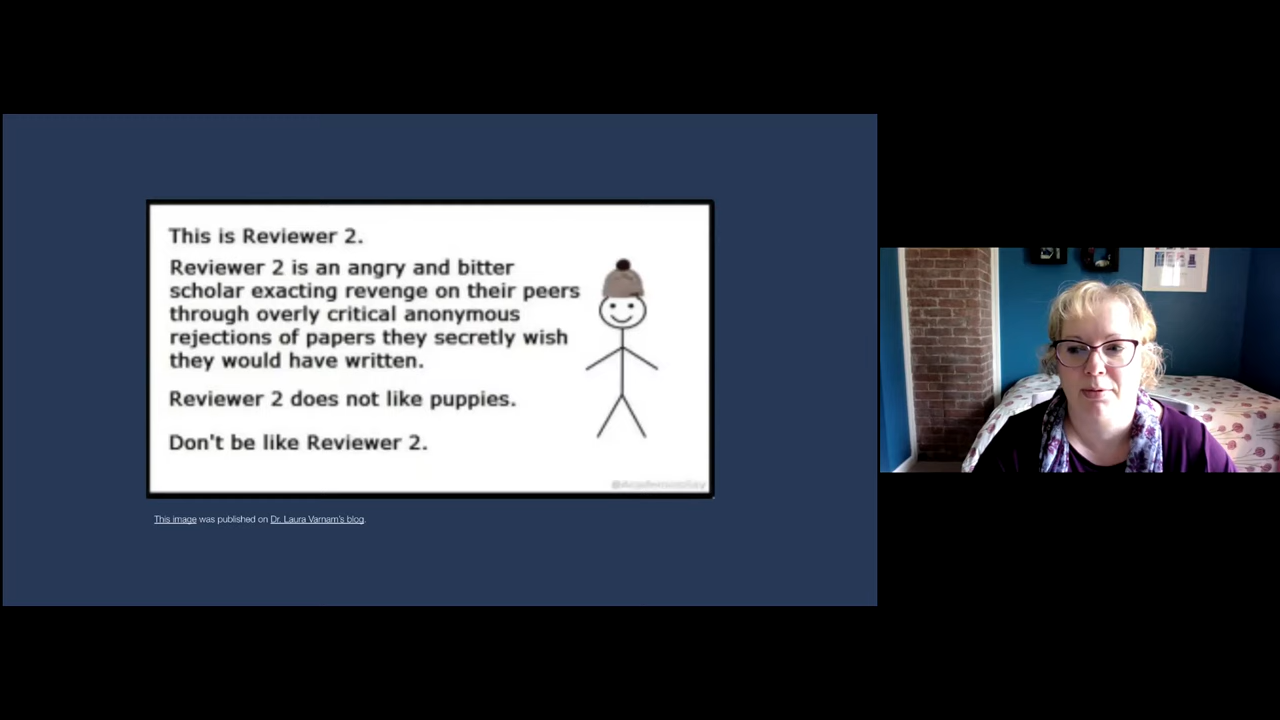 This is Reviewer 2.
Reviewer 2 is an angry and bitter
scholar exacting revenge on their peers
through overly critical anonymous
rejections of papers they secretly wish
they would have written.
Reviewer 2 does not like puppies.
Don't be like Reviewer 2.
This image was published on Dr. Laura Varnam's blog.